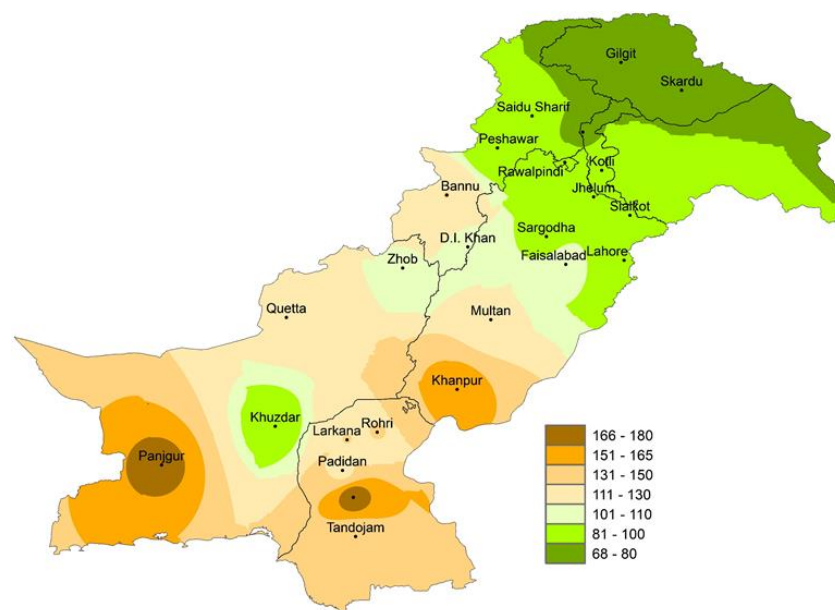 Gilgit
Skardu
Saidu Sharif
Peshawar
Rawalpindi
Kotli
Jhelum
Sialkot
Bannu
Sargodha
D.I. Khan
Faisalabad
Lahore
Zhob
Quetta
Multan
Khanpur
Khuzdar
Rohri
Larkana
Panjgur
Padidan
Tandojam
166 - 180
151 - 165
131 - 150
111 - 130
101 - 110
81 - 100
68 - 80